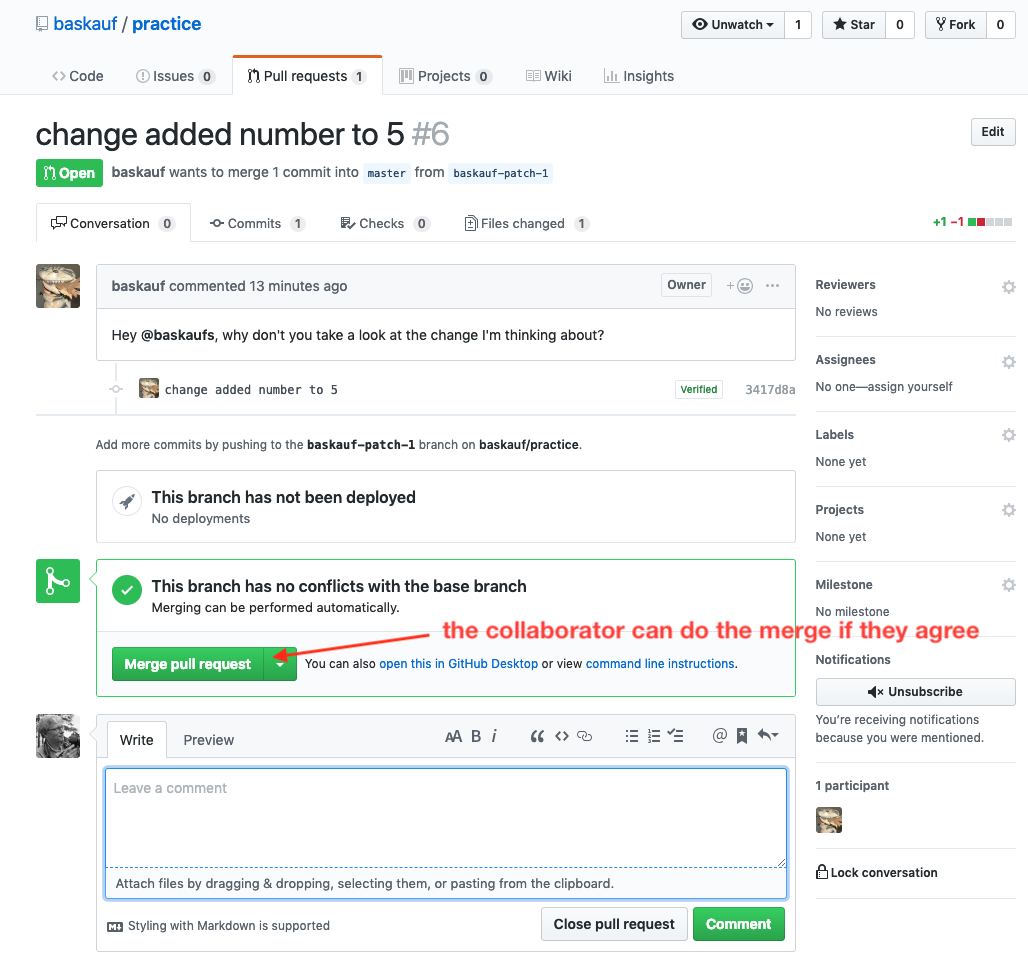 baskauf / practice
Unwatch 1 Star 0 Fork 0
Code Issues 0 Pull requests 1 Projects 0 Wiki Insights
change added number to 5 #6
Edit
Open baskauf wants to merge 1 commit into master from baskauf-patch-1
Conversation 0 Commits 1 Checks 0 Files changed 1 +1 −1
baskauf commented 13 minutes ago Owner
Hey @baskaufs, why don't you take a look at the change I'm thinking about?
change added number to 5 Verified 3417d8a
Add more commits by pushing to the baskauf-patch-1 branch on baskauf/practice.
This branch has not been deployed
No deployments
This branch has no conflicts with the base branch
Merging can be performed automatically.
the collaborator can do the merge if they agree
Merge pull request You can also open this in GitHub Desktop or view command line instructions.
Write Preview
AA B i @
Leave a comment
Attach files by dragging & dropping, selecting them, or pasting from the clipboard.
Styling with Markdown is supported
Close pull request Comment
Reviewers
No reviews
Assignees
No one—assign yourself
Labels
None yet
Projects
None yet
Milestone
No milestone
Notifications
Unsubscribe
You're receiving notifications
because you were mentioned.
1 participant
Lock conversation